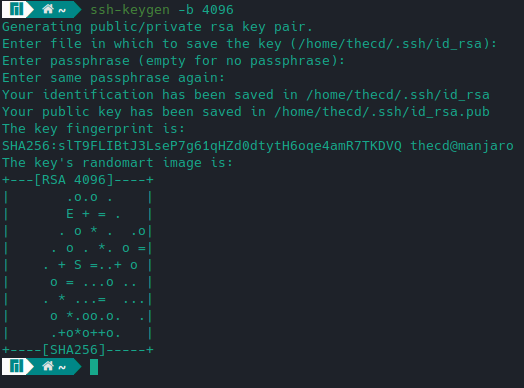 ~ ssh-keygen -b 4096
Generating public/private rsa key pair.
Enter file in which to save the key (/home/thecd/.ssh/id_rsa):
Enter passphrase (empty for no passphrase):
Enter same passphrase again:
Your identification has been saved in /home/thecd/.ssh/id_rsa
Your public key has been saved in /home/thecd/.ssh/id_rsa.pub
The key fingerprint is:
SHA256:slT9FLIBtJ3LseP7g61qHZd0dtytH6oqe4amR7TKDVQ thecd@manjaro
The key's randomart image is:
+---[RSA 4096]----+
|       .o.o .    |
|       E + = .   |
|      . o * .  .o|
|     . o . *. o =|
|    . + S =..+ o |
|     o = ...o .. |
|    . * ...=  ...|
|     o *.oo.o.  .|
|     .+o*o++o.   |
+----[SHA256]-----+
~